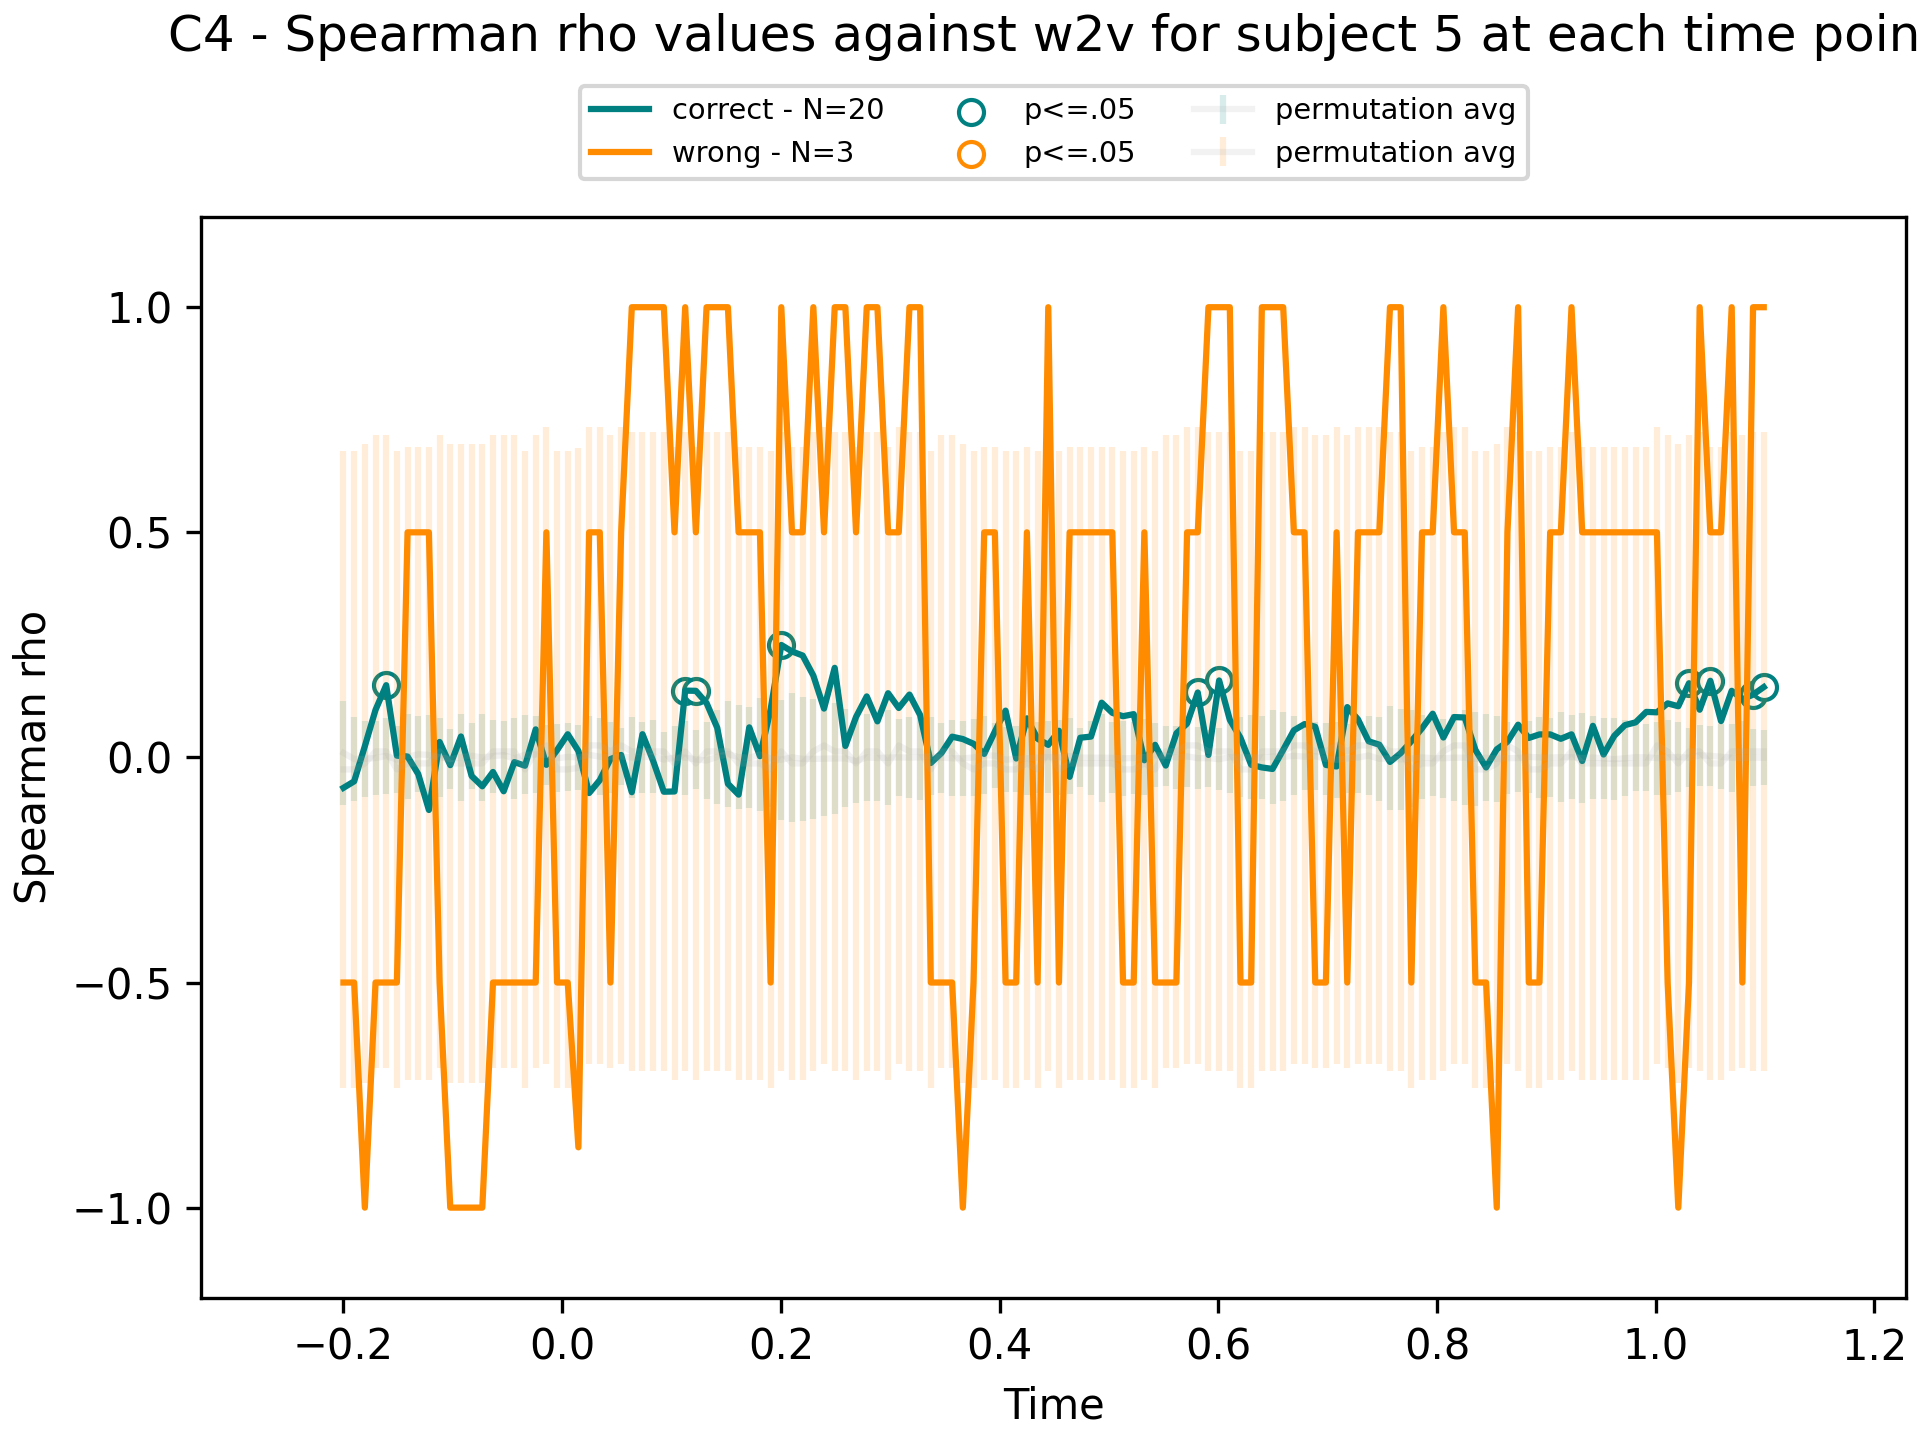 C4 - Spearman rho values against w2v for subject 5 at each time poin
correct - N=20 p<=.05 permutation avg
wrong - N=3 p<=.05 permutation avg
1.0
0.5
0.0
−0.5
−1.0
Spearman rho
−0.2 0.0 0.2 0.4 0.6 0.8 1.0 1.2
Time